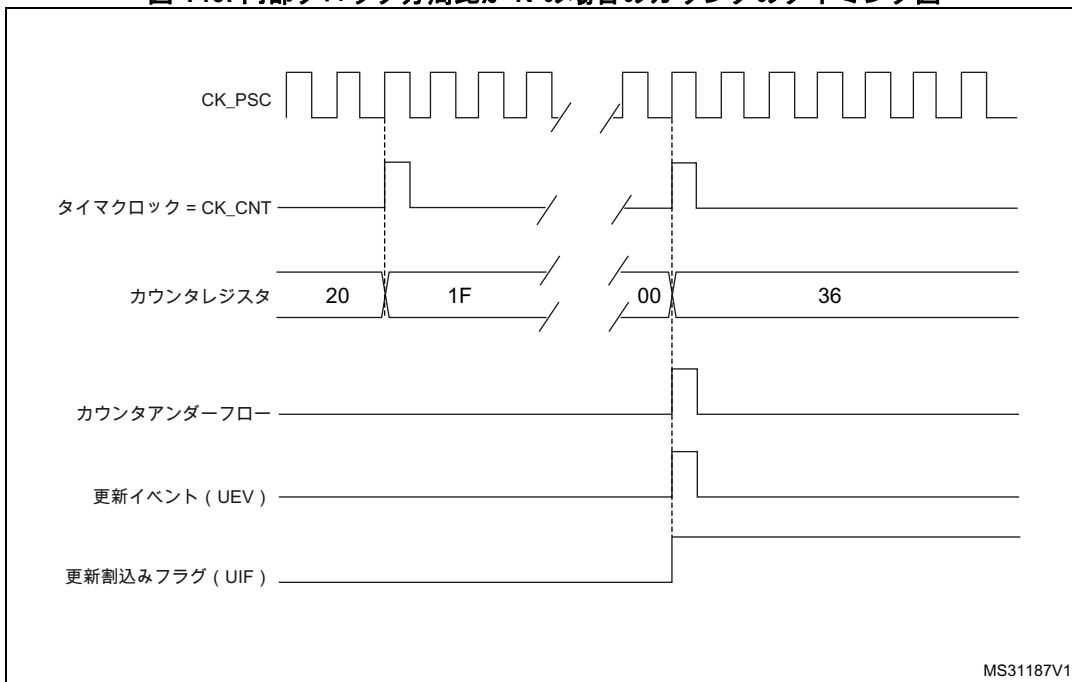 CK_PSC
タイマクロック = CK_CNT
カウンタレジスタ 20 1F 00 36
カウンタアンダーフロー
更新イベント ( UEV )
更新割込みフラグ ( UIF )
MS31187V1